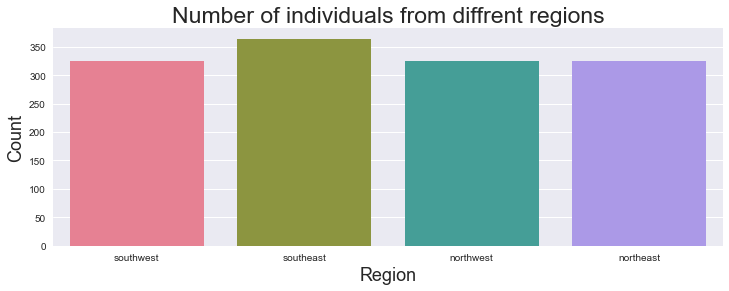 Number of individuals from diffrent regions
350
300
250
200
150
100
50
0
Count
southwest southeast northwest northeast
Region